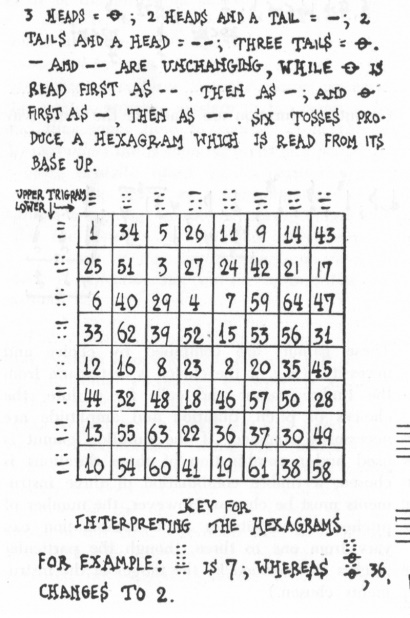 3 HEADS = -o-; 2 HEADS AND A TAIL = —; 2
TAILS AND A HEAD = --; THREE TAILS = -o-.
— AND -- ARE UNCHANGING, WHILE -o- IS
READ FIRST AS --, THEN AS —; AND -o-
FIRST AS —, THEN AS --. SIX TOSSES PRO-
DUCE A HEXAGRAM WHICH IS READ FROM ITS
BASE UP.
UPPER TRIGRAM ☰ ☳ ☵ ☶ ☷ ☴ ☲ ☱
LOWER ↓→
☰ 1 34 5 26 11 9 14 43
☳ 25 51 3 27 24 42 21 17
☵ 6 40 29 4 7 59 64 47
☶ 33 62 39 52 15 53 56 31
☷ 12 16 8 23 2 20 35 45
☴ 44 32 48 18 46 57 50 28
☲ 13 55 63 22 36 37 30 49
☱ 10 54 60 41 19 61 38 58
KEY FOR
INTERPRETING THE HEXAGRAMS.
FOR EXAMPLE: ䷆ IS 7; WHEREAS ䷣, 36,
CHANGES TO 2.